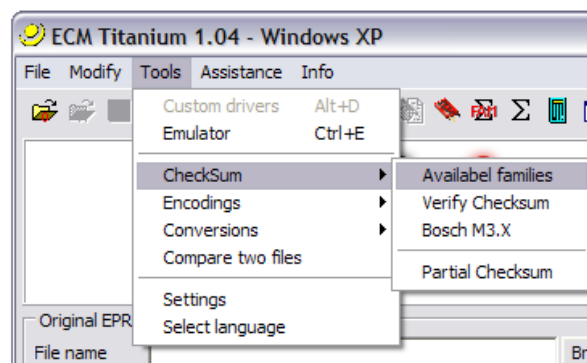 ECM Titanium 1.04 - Windows XP
File Modify Tools Assistance Info
Custom drivers Alt+D
Emulator Ctrl+E
CheckSum
Availabel families
Encodings
Verify Checksum
Conversions
Bosch M3.X
Compare two files
Partial Checksum
Settings
Select language
Original EPR
File name
Br